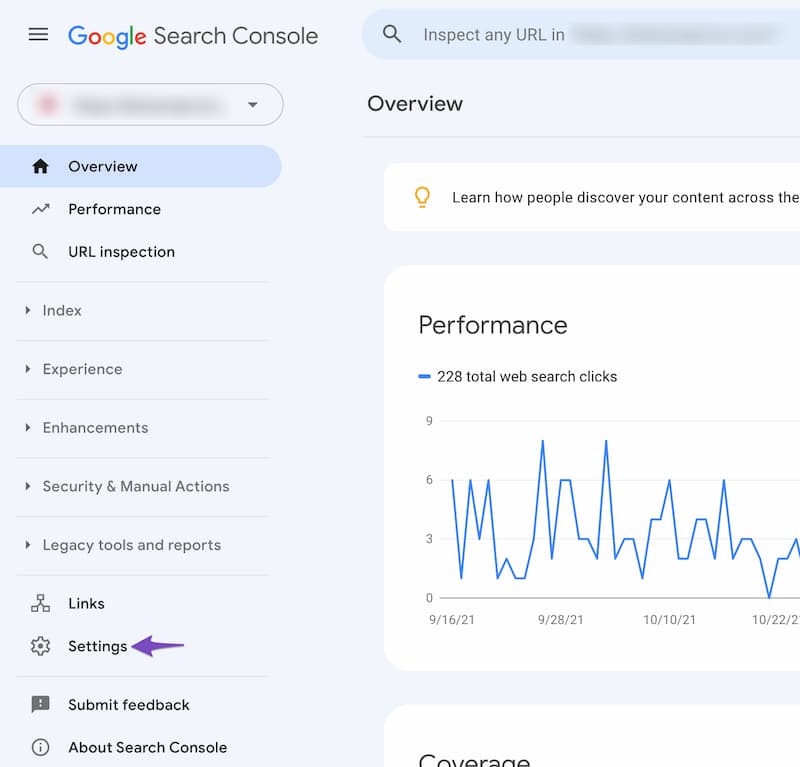 Google Search Console
Inspect any URL in
Overview
Overview
Performance
URL inspection
Index
Experience
Enhancements
Security & Manual Actions
Legacy tools and reports
Links
Settings
Submit feedback
About Search Console
Learn how people discover your content across the
Performance
228 total web search clicks
9
6
3
0
9/16/21 9/28/21 10/10/21 10/22/2
Coverage